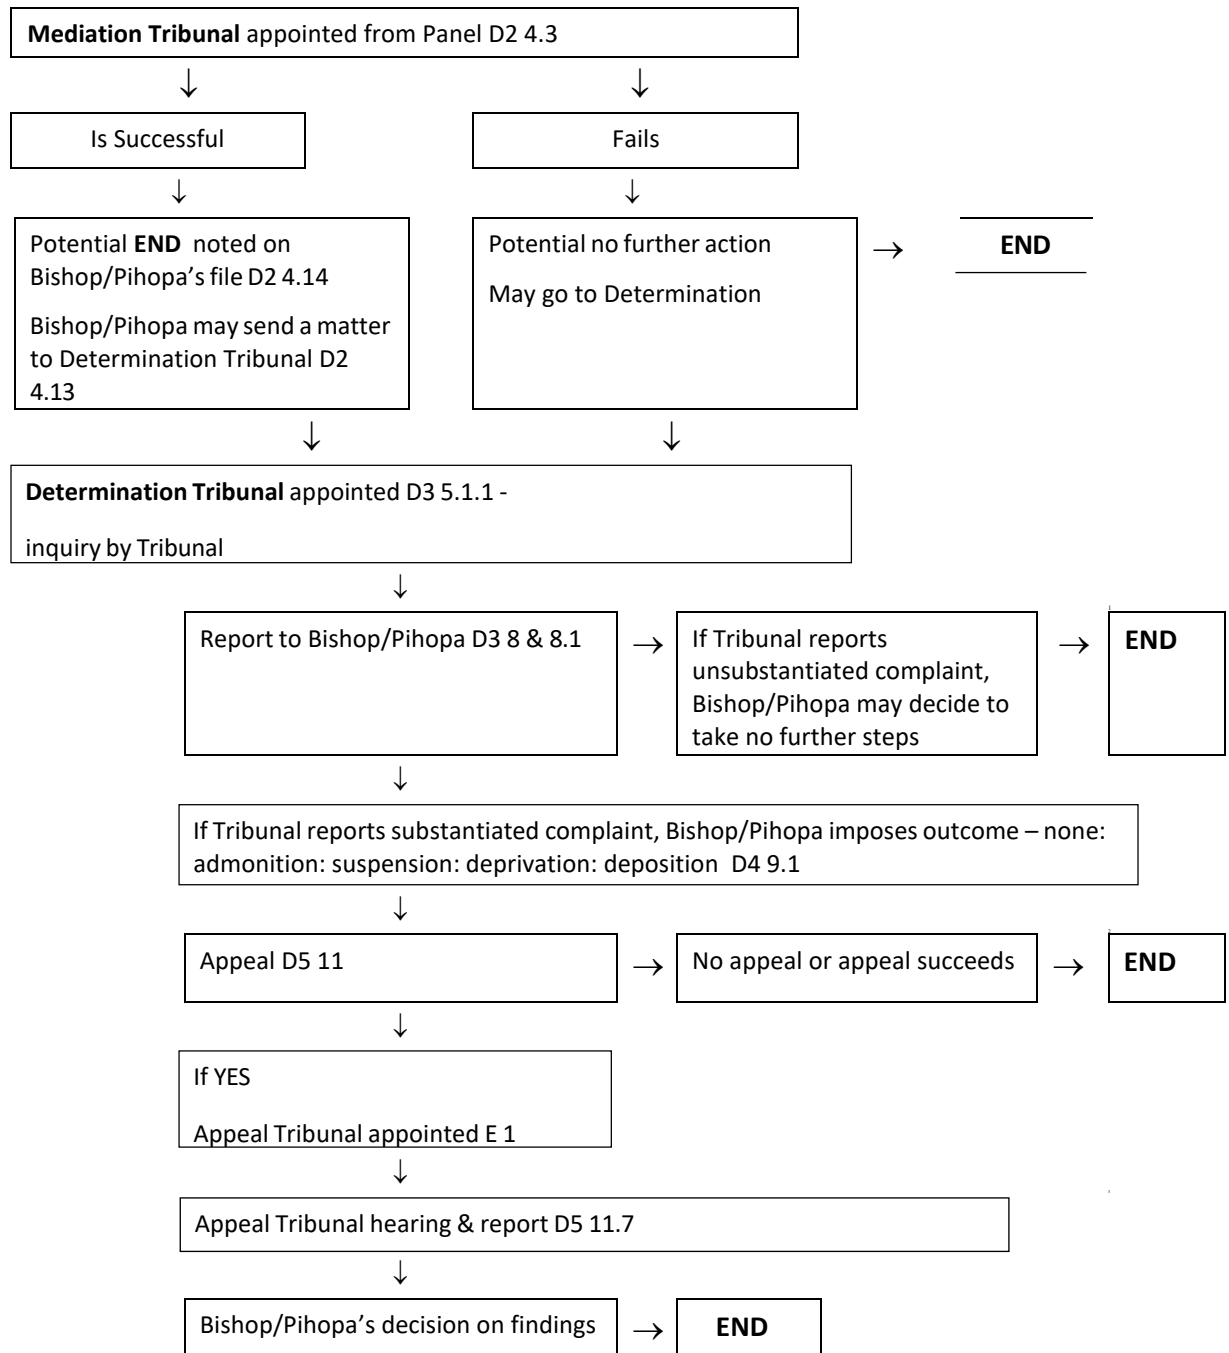 Mediation Tribunal appointed from Panel D2 4.3
↓ ↓
Is Successful
Fails
↓ ↓
Potential END noted on
Bishop/Pihopa’s file D2 4.14
Bishop/Pihopa may send a matter
to Determination Tribunal D2
4.13
Potential no further action
May go to Determination
→
END
↓ ↓
Determination Tribunal appointed D3 5.1.1 -
inquiry by Tribunal
↓
Report to Bishop/Pihopa D3 8 & 8.1
→
If Tribunal reports
unsubstantiated complaint,
Bishop/Pihopa may decide to
take no further steps
→
END
↓
If Tribunal reports substantiated complaint, Bishop/Pihopa imposes outcome – none:
admonition: suspension: deprivation: deposition D4 9.1
↓
Appeal D5 11
→
No appeal or appeal succeeds
→
END
↓
If YES
Appeal Tribunal appointed E 1
↓
Appeal Tribunal hearing & report D5 11.7
↓
Bishop/Pihopa’s decision on findings
→
END